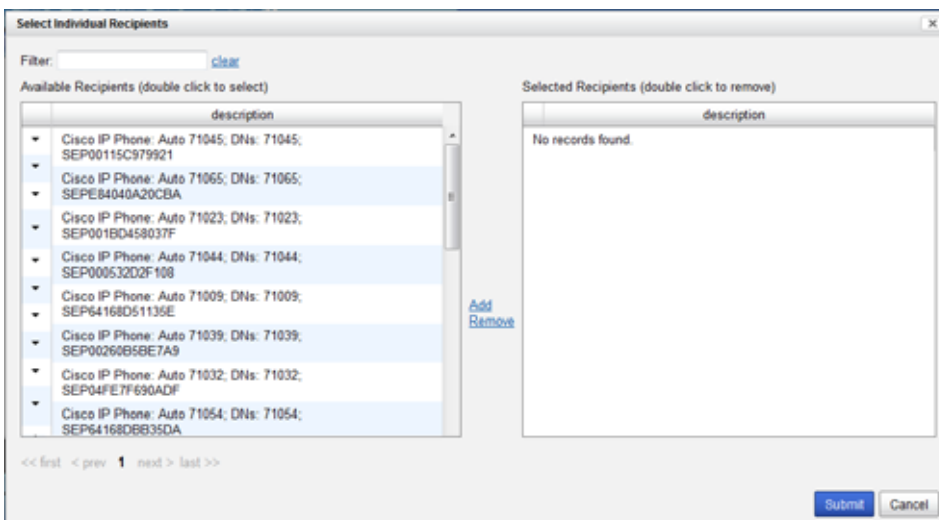 Select Individual Recipients
Filter:
clear
Available Recipients (double click to select)
description
Cisco IP Phone: Auto 71045; DNs: 71045;
SEP00115C979921
Cisco IP Phone: Auto 71065; DNs: 71065;
SEPE84040A20CBA
Cisco IP Phone: Auto 71023; DNs: 71023;
SEP001BD458037F
Cisco IP Phone: Auto 71044; DNs: 71044;
SEP000532D2F108
Cisco IP Phone: Auto 71009; DNs: 71009;
SEP64168D51135E
Cisco IP Phone: Auto 71039; DNs: 71039;
SEP00260B5BE7A9
Cisco IP Phone: Auto 71032; DNs: 71032;
SEP04FE7F690ADF
Cisco IP Phone: Auto 71054; DNs: 71054;
SEP64168DBB35DA
<< first < prev 1 next > last >>
Add
Remove
Selected Recipients (double click to remove)
description
No records found.
Submit
Cancel